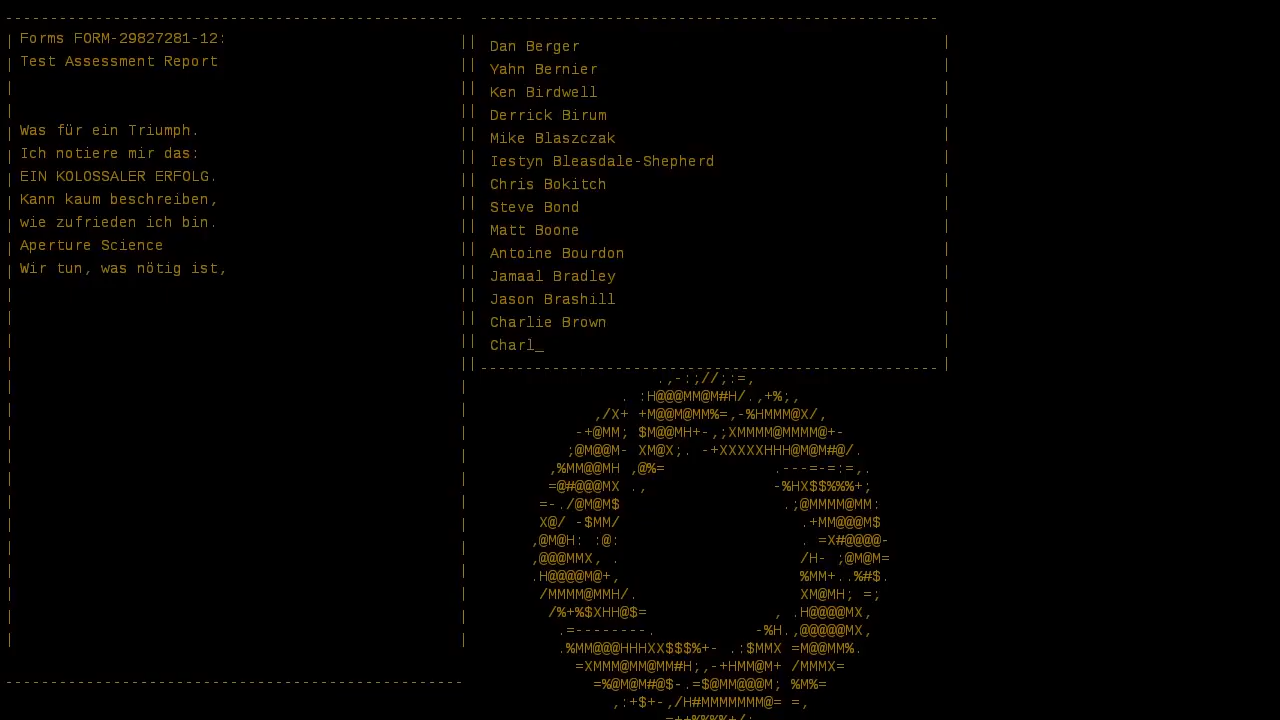 Forms FORM-29827281-12:
Test Assessment Report
Was für ein Triumph.
Ich notiere mir das:
EIN KOLOSSALER ERFOLG.
Kann kaum beschreiben,
wie zufrieden ich bin.
Aperture Science
Wir tun, was nötig ist,
Dan Berger
Yahn Bernier
Ken Birdwell
Derrick Birum
Mike Blaszczak
Iestyn Bleasdale-Shepherd
Chris Bokitch
Steve Bond
Matt Boone
Antoine Bourdon
Jamaal Bradley
Jason Brashill
Charlie Brown
Charl_